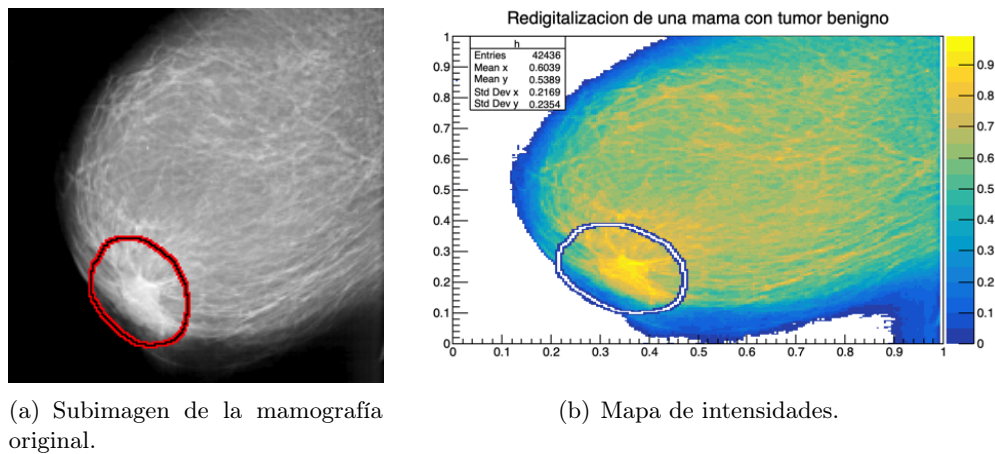 Redigitalizacion de una mama con tumor benigno
h
Entries 42436
Mean x 0.6039
Mean y 0.5389
Std Dev x 0.2169
Std Dev y 0.2354
1
0.9
0.8
0.7
0.6
0.5
0.4
0.3
0.2
0.1
0
0 0.1 0.2 0.3 0.4 0.5 0.6 0.7 0.8 0.9 1
0.9
0.8
0.7
0.6
0.5
0.4
0.3
0.2
0.1
0
(a) Subimagen de la mamografía
original.
(b) Mapa de intensidades.